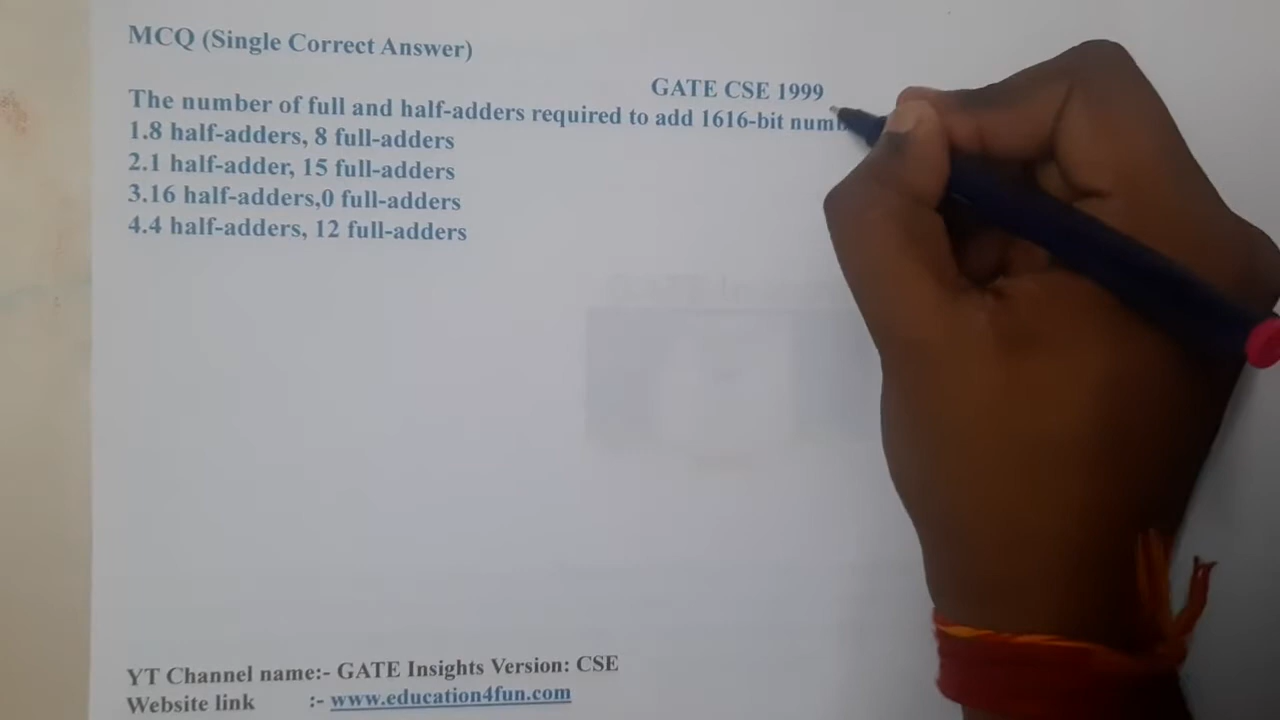 MCQ (Single Correct Answer)
GATE CSE 1999
The number of full and half-adders required to add 1616-bit
1.8 half-adders, 8 full-adders
2.1 half-adder, 15 full-adders
3.16 half-adders,0 full-adders
4.4 half-adders, 12 full-adders
YT Channel name:- GATE Insights Version: CSE
Website link :- www.education4fun.com